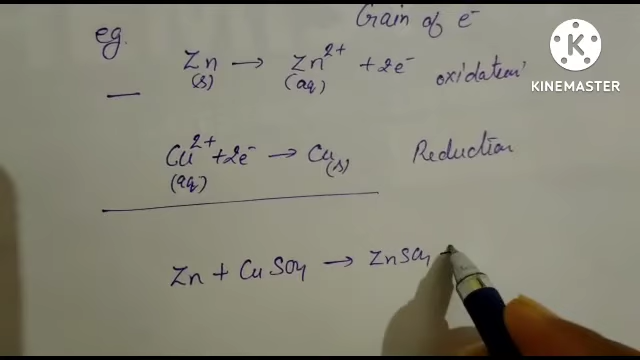 Gain of e⁻
eg.
Zn (s) → Zn²⁺ (aq) + 2e⁻ oxidation
Cu²⁺ (aq) + 2e⁻ → Cu (s) Reduction
Zn + CuSO4 → ZnSO4 +
K
KINEMASTER